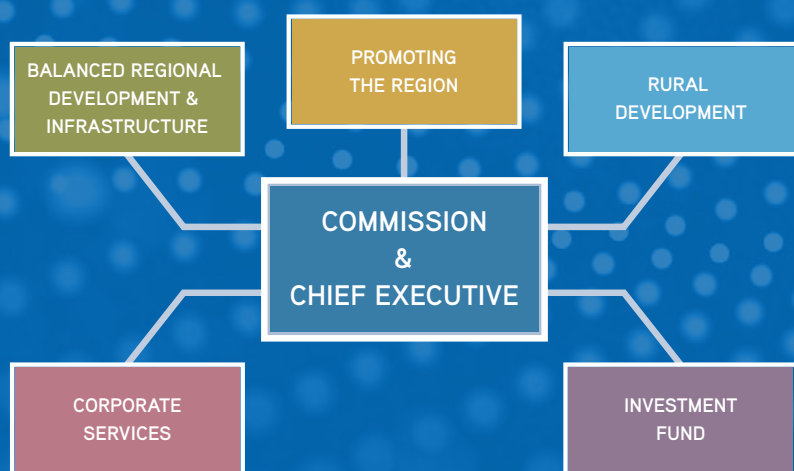 BALANCED REGIONAL
DEVELOPMENT &
INFRASTRUCTURE
PROMOTING
THE REGION
RURAL
DEVELOPMENT
COMMISSION
&
CHIEF EXECUTIVE
CORPORATE
SERVICES
INVESTMENT
FUND